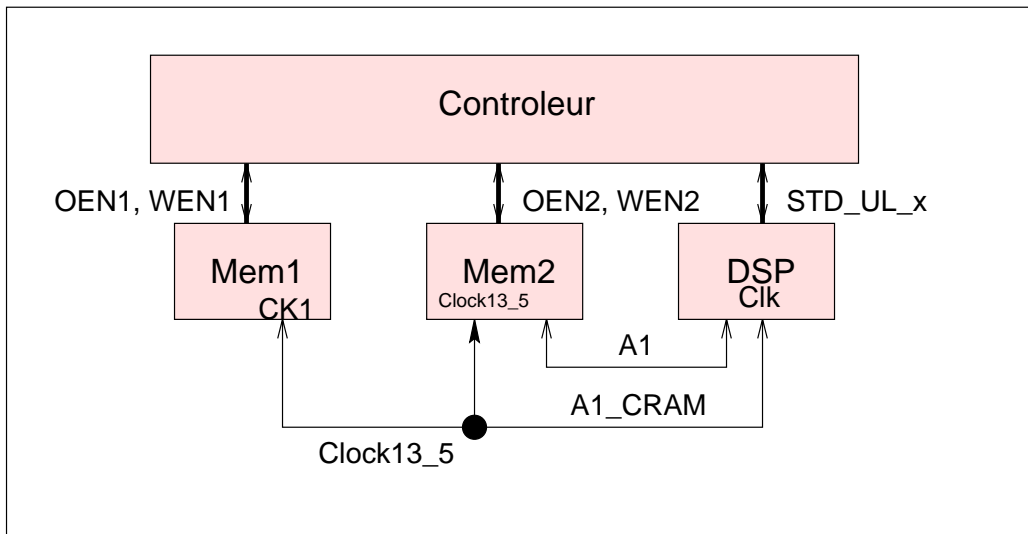 Controleur
OEN1, WEN1
OEN2, WEN2
STD_UL_x
Mem1
CK1
Mem2
Clock13_5
DSP
Clk
A1
A1_CRAM
Clock13_5